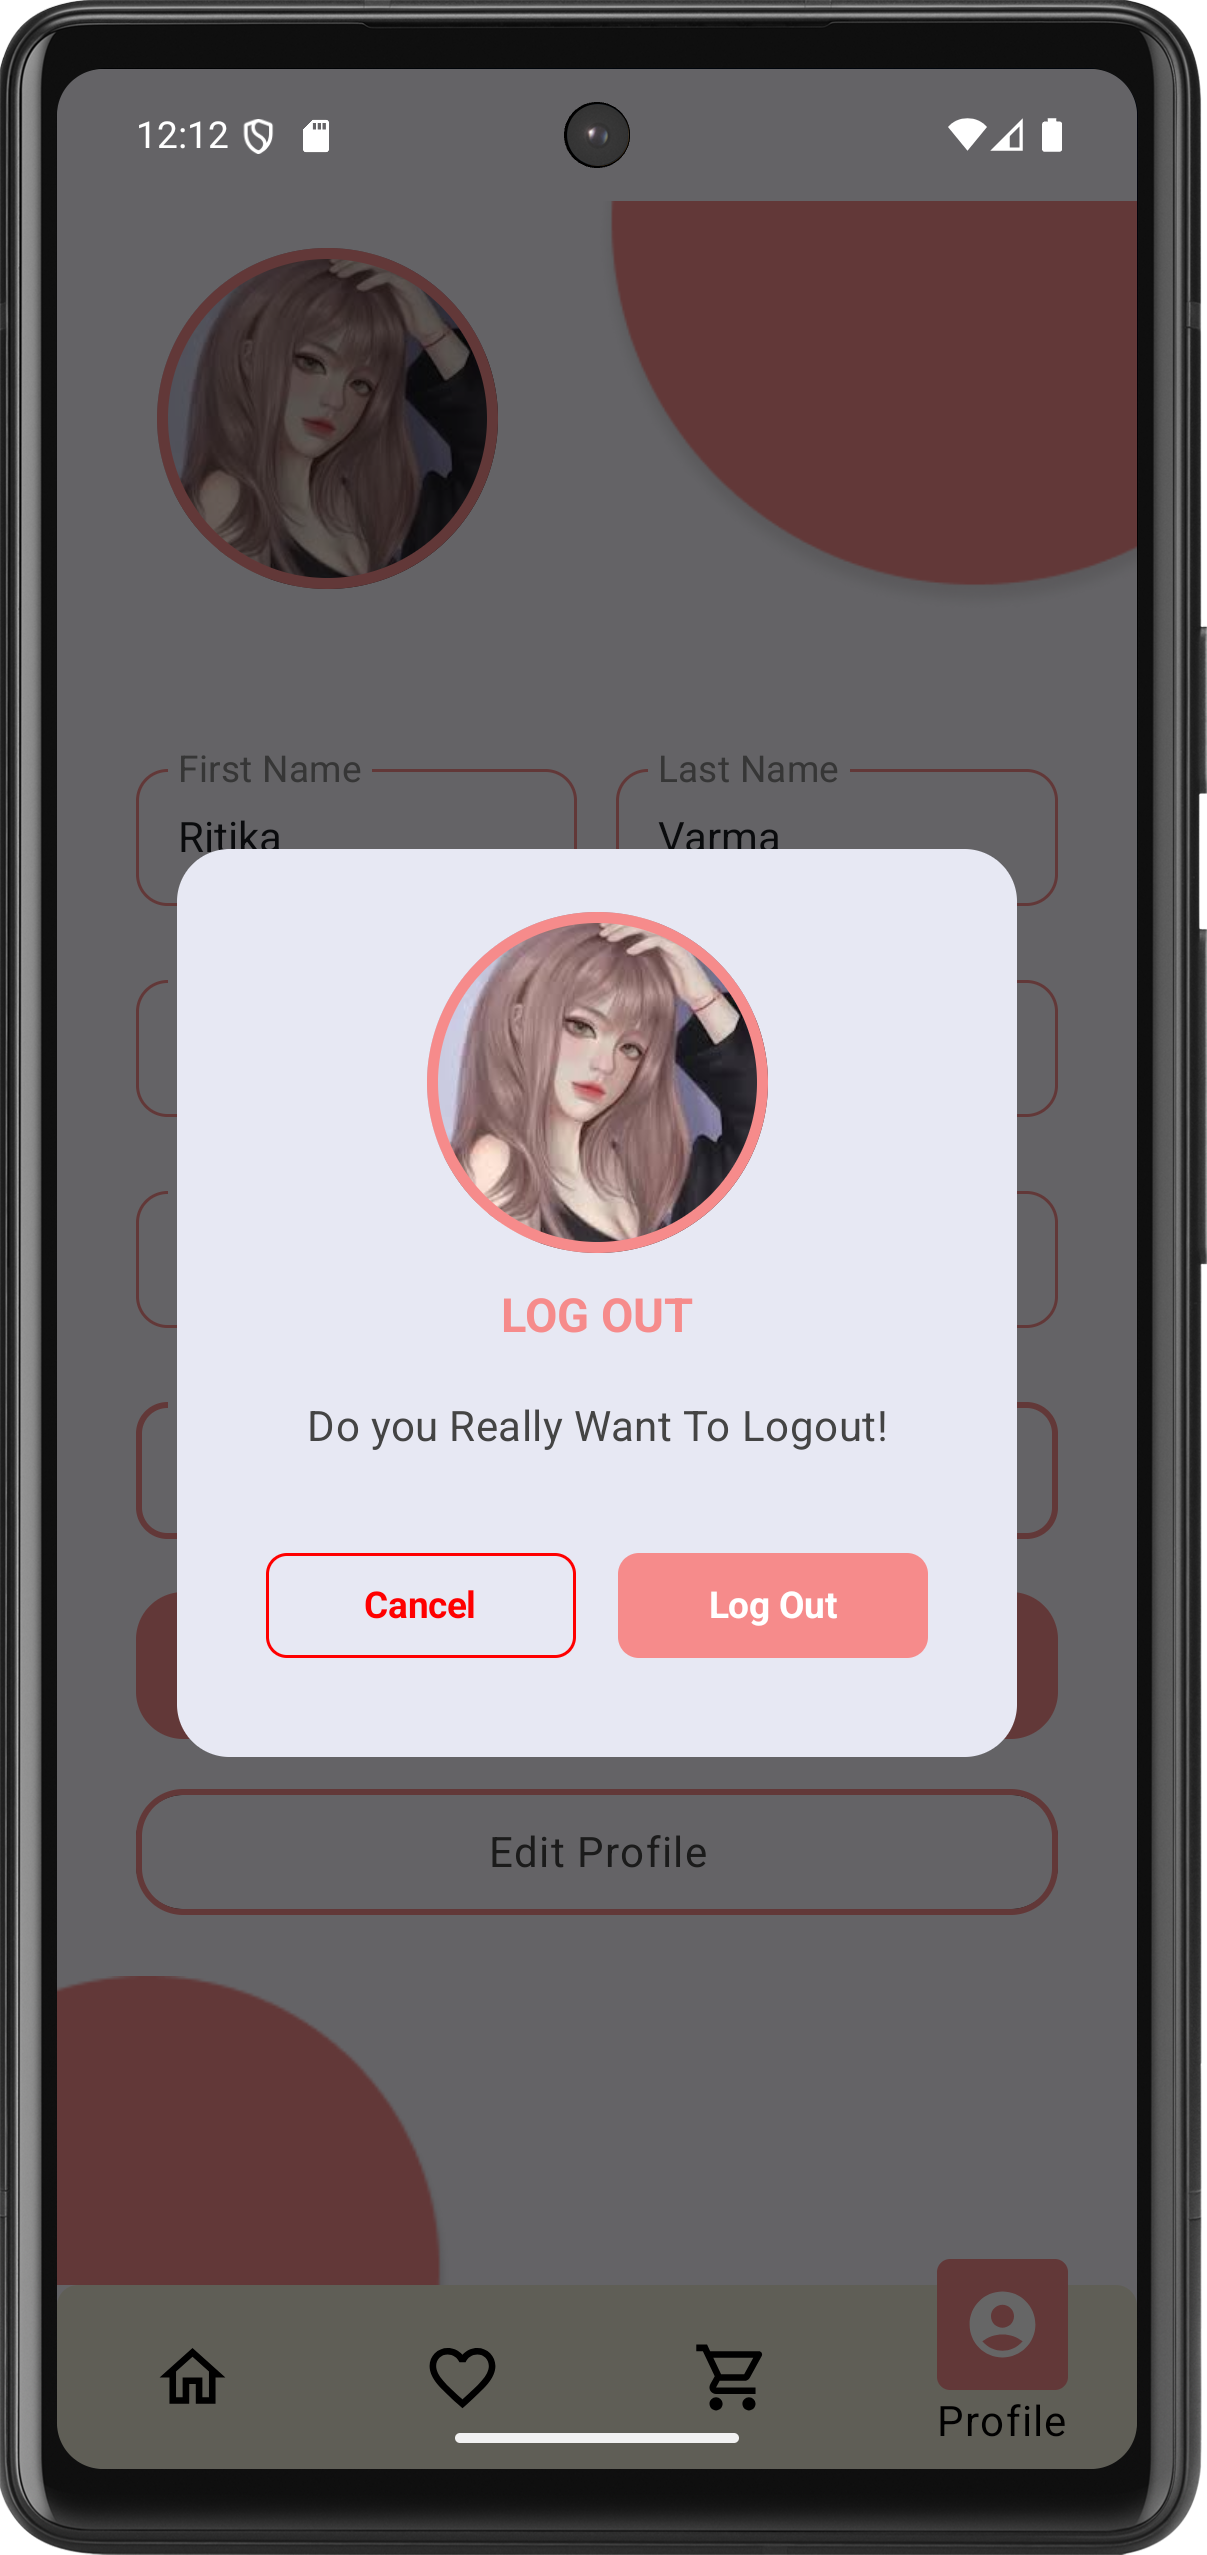 12:12
First Name Last Name
Ritika Varma
LOG OUT
Do you Really Want To Logout!
Cancel Log Out
Edit Profile
Profile